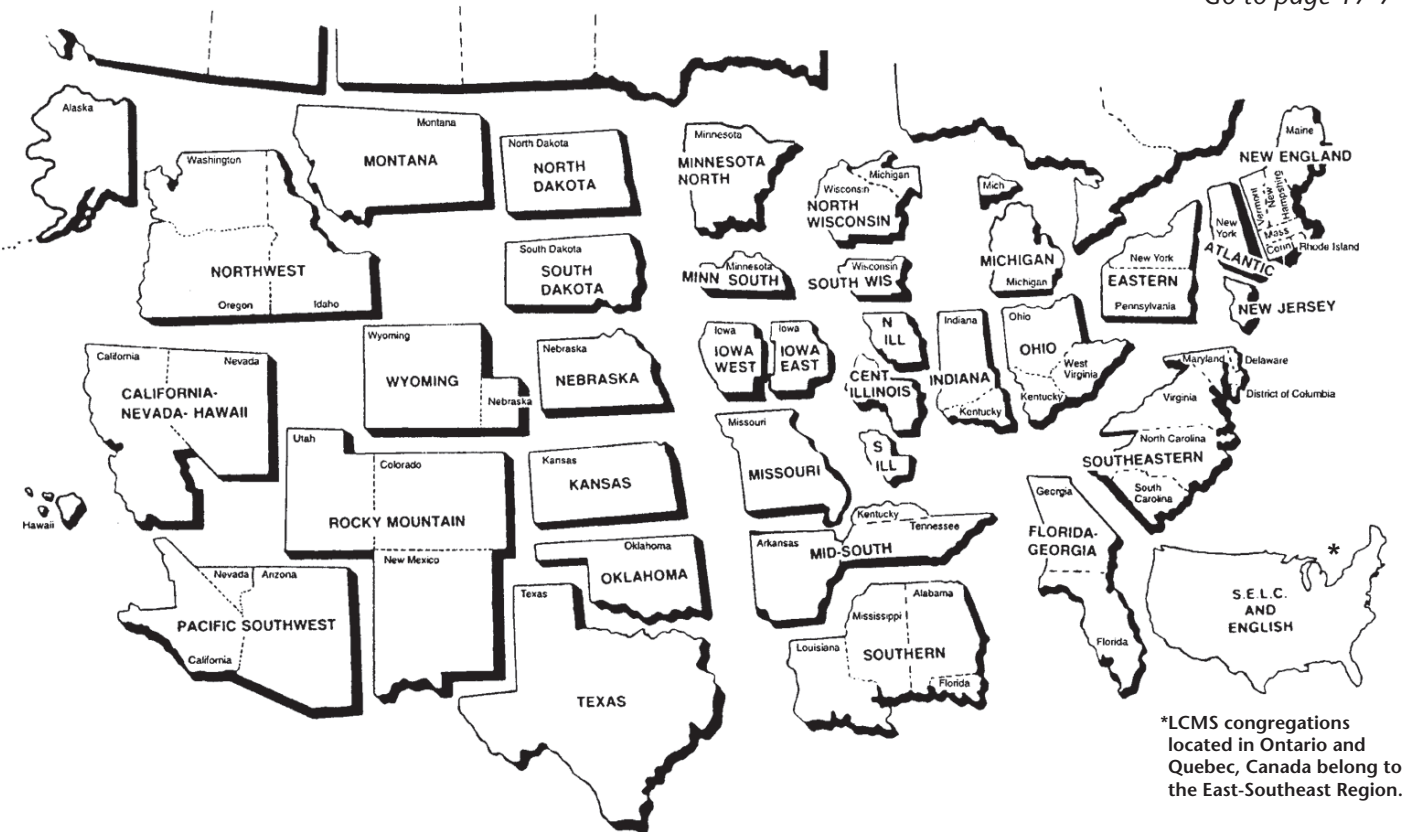 Alaska
Washington
NORTHWEST
Oregon
Idaho
Montana
MONTANA
North Dakota
NORTH
DAKOTA
South Dakota
SOUTH
DAKOTA
Minnesota
MINNESOTA
NORTH
Minnesota
MINN SOUTH
Michigan
Wisconsin
NORTH
WISCONSIN
Wisconsin
SOUTH WIS
Mich
MICHIGAN
Michigan
Maine
NEW ENGLAND
Vermont
New
Hampshire
Mass
Conn
Rhode Island
New
York
ATLANTIC
New York
EASTERN
Pennsylvania
NEW JERSEY
California
Nevada
CALIFORNIA-
NEVADA- HAWAII
Hawaii
Wyoming
WYOMING
Nebraska
Nebraska
NEBRASKA
Iowa
IOWA
WEST
Iowa
IOWA
EAST
N
ILL
CENT
ILLINOIS
S
ILL
Indiana
INDIANA
Kentucky
Ohio
OHIO
West
Virginia
Kentucky
Maryland
Delaware
District of Columbia
Virginia
North Carolina
SOUTHEASTERN
South
Carolina
Utah
Colorado
ROCKY MOUNTAIN
New Mexico
Kansas
KANSAS
Missouri
MISSOURI
Oklahoma
OKLAHOMA
Arkansas
MID-SOUTH
Kentucky
Tennessee
Georgia
FLORIDA-
GEORGIA
Florida
Nevada
Arizona
PACIFIC SOUTHWEST
California
Texas
TEXAS
Mississippi
Alabama
Louisiana
SOUTHERN
Florida
*
S.E.L.C.
AND
ENGLISH
*LCMS congregations
located in Ontario and
Quebec, Canada belong to
the East-Southeast Region.